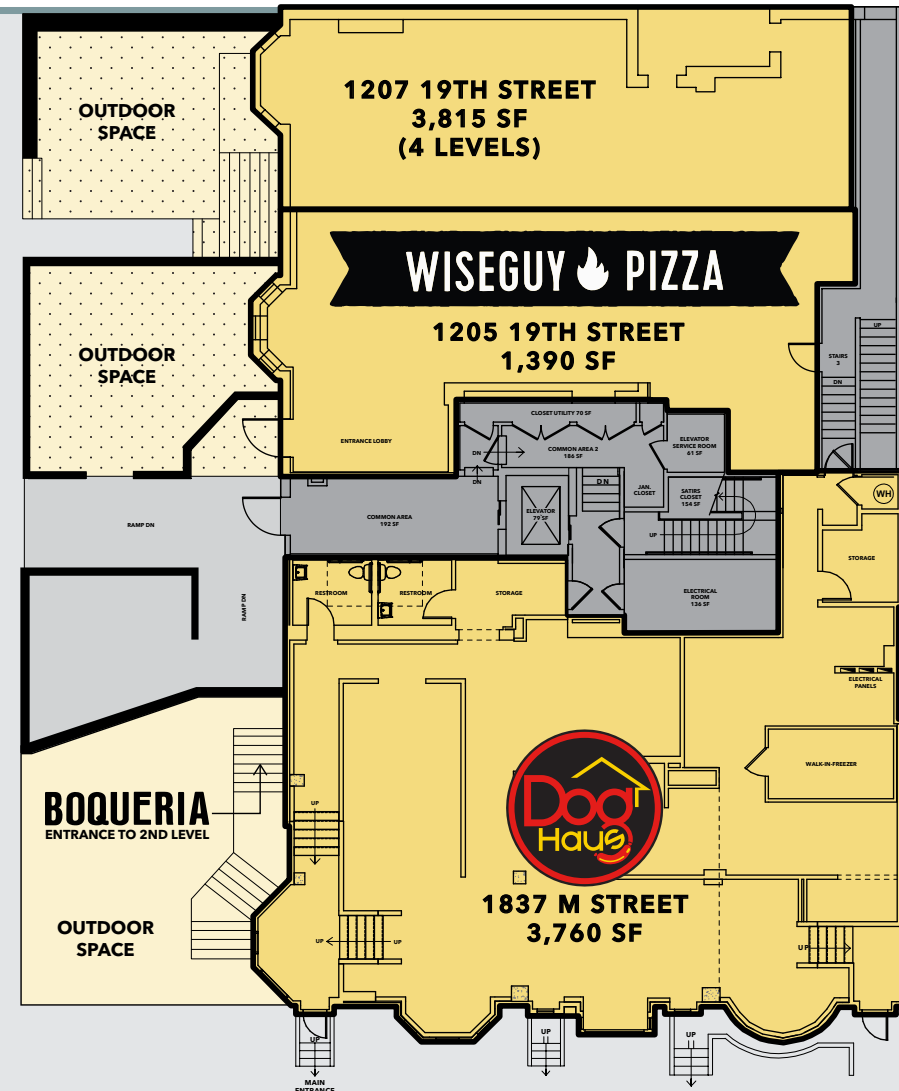 OUTDOOR
SPACE
1207 19TH STREET
3,815 SF
(4 LEVELS)
WISEGUY PIZZA
1205 19TH STREET
1,390 SF
OUTDOOR
SPACE
ENTRANCE LOBBY
CLOSET UTILITY 70 SF
COMMON AREA 2
186 SF
DN
DN
ELEVATOR
SERVICE ROOM
61 SF
STAIRS
3
DN
UP
JAN.
CLOSET
SATIRS
CLOSET
154 SF
DN
ELEVATOR
79 SF
UP
COMMON AREA
192 SF
RAMP DN
RAMP DN
ELECTRICAL
ROOM
136 SF
WH
STORAGE
RESTROOM
RESTROOM
STORAGE
ELECTRICAL
PANELS
WALK-IN-FREEZER
BOQUERIA
ENTRANCE TO 2ND LEVEL
UP
Dog
Haus
1837 M STREET
3,760 SF
OUTDOOR
SPACE
UP
UP
UP
UP
UP
UP
MAIN
ENTRANCE